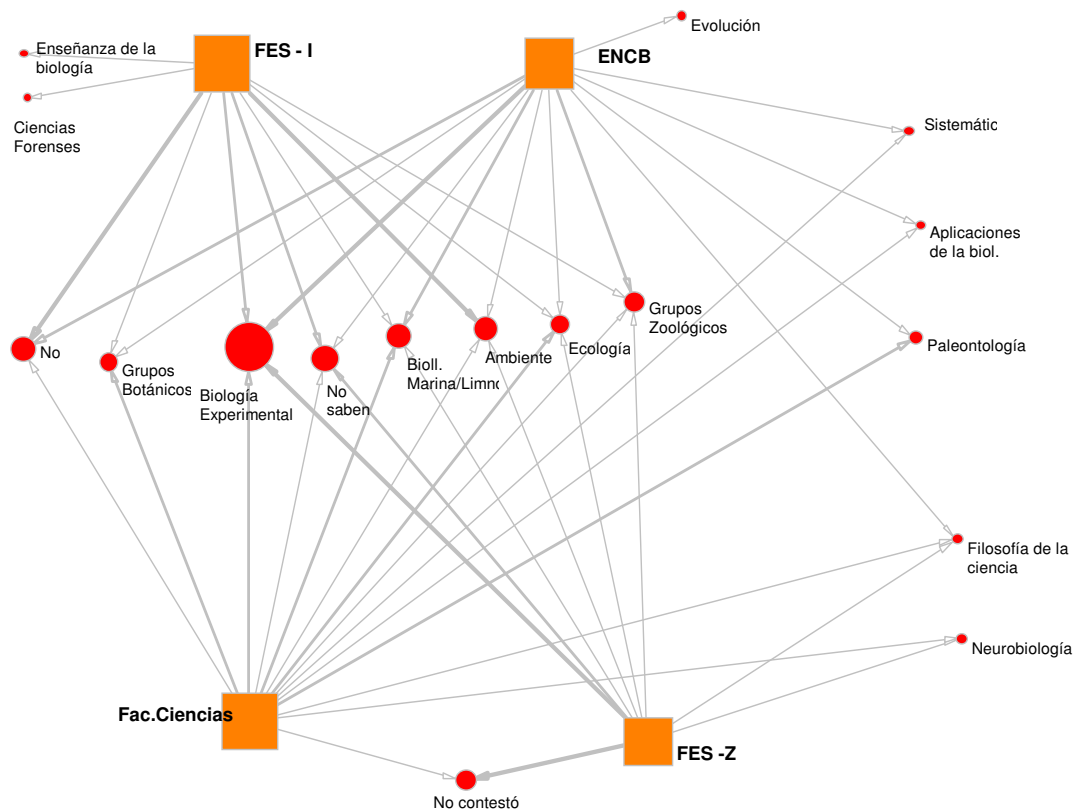 Evolución
FES - I
ENCB
Enseñanza de la
biología
Ciencias
Forenses
Sistemátic
Aplicaciones
de la biol.
Grupos
Zoológicos
Paleontología
No
Grupos
Botánicos
Biología
Experimental
No
saben
Bioll.
Marina/Limno
Ambiente
Ecología
Filosofía de la
ciencia
Neurobiología
Fac.Ciencias
FES -Z
No contestó